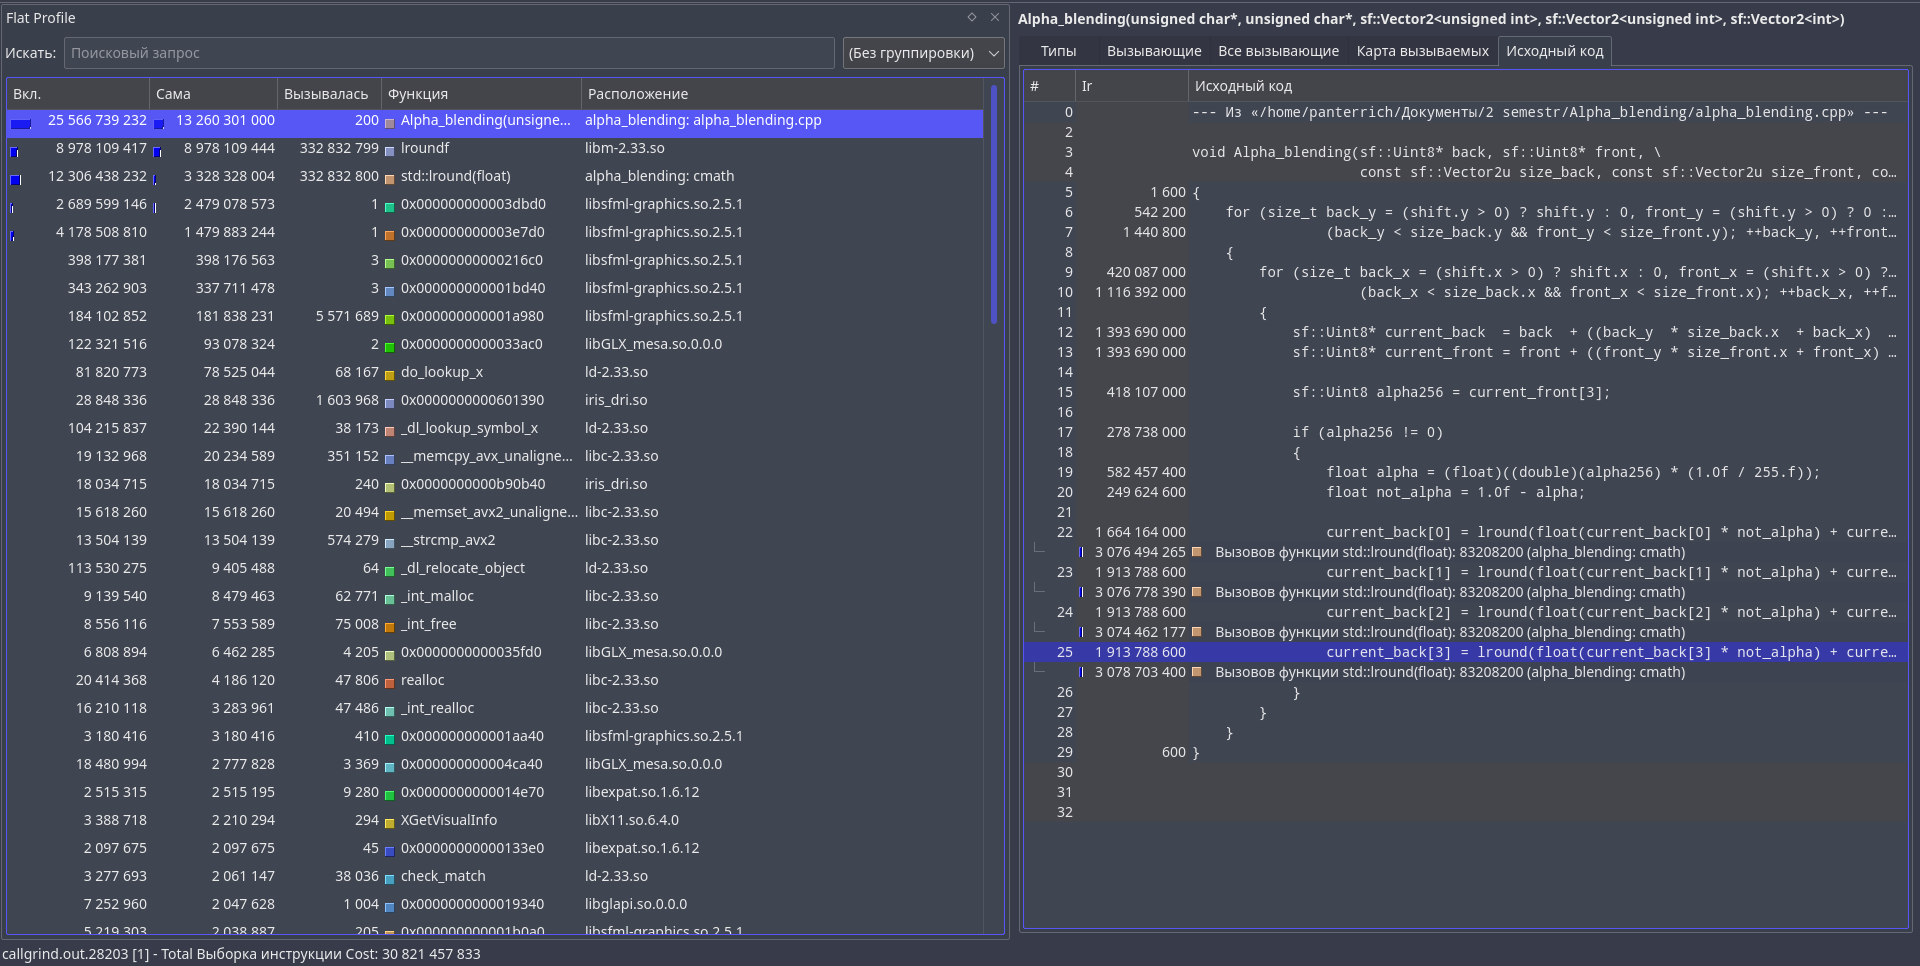 Flat Profile
Искать: Поисковый запрос (Без группировки)
Вкл. Сама Вызывалась Функция Расположение
25 566 739 232 13 260 301 000 200 Alpha_blending(unsigne... alpha_blending: alpha_blending.cpp
8 978 109 417 8 978 109 444 332 832 799 lroundf libm-2.33.so
12 306 438 232 3 328 328 004 332 832 800 std::lround(float) alpha_blending: cmath
2 689 599 146 2 479 078 573 1 0x000000000003dbd0 libsfml-graphics.so.2.5.1
4 178 508 810 1 479 883 244 1 0x000000000003e7d0 libsfml-graphics.so.2.5.1
398 177 381 398 176 563 3 0x00000000000216c0 libsfml-graphics.so.2.5.1
343 262 903 337 711 478 3 0x000000000001bd40 libsfml-graphics.so.2.5.1
184 102 852 181 838 231 5 571 689 0x000000000001a980 libsfml-graphics.so.2.5.1
122 321 516 93 078 324 2 0x0000000000033ac0 libGLX_mesa.so.0.0.0
81 820 773 78 525 044 68 167 do_lookup_x ld-2.33.so
28 848 336 28 848 336 1 603 968 0x0000000000601390 iris_dri.so
104 215 837 22 390 144 38 173 _dl_lookup_symbol_x ld-2.33.so
19 132 968 20 234 589 351 152 __memcpy_avx_unaligne... libc-2.33.so
18 034 715 18 034 715 240 0x0000000000b90b40 iris_dri.so
15 618 260 15 618 260 20 494 __memset_avx2_unaligne... libc-2.33.so
13 504 139 13 504 139 574 279 __strcmp_avx2 libc-2.33.so
113 530 275 9 405 488 64 _dl_relocate_object ld-2.33.so
9 139 540 8 479 463 62 771 _int_malloc libc-2.33.so
8 556 116 7 553 589 75 008 _int_free libc-2.33.so
6 808 894 6 462 285 4 205 0x0000000000035fd0 libGLX_mesa.so.0.0.0
20 414 368 4 186 120 47 806 realloc libc-2.33.so
16 210 118 3 283 961 47 486 _int_realloc libc-2.33.so
3 180 416 3 180 416 410 0x000000000001aa40 libsfml-graphics.so.2.5.1
18 480 994 2 777 828 3 369 0x000000000004ca40 libGLX_mesa.so.0.0.0
2 515 315 2 515 195 9 280 0x0000000000014e70 libexpat.so.1.6.12
3 388 718 2 210 294 294 XGetVisualInfo libX11.so.6.4.0
2 097 675 2 097 675 45 0x00000000000133e0 libexpat.so.1.6.12
3 277 693 2 061 147 38 036 check_match ld-2.33.so
7 252 960 2 047 628 1 004 0x0000000000019340 libglapi.so.0.0.0
5 219 303 2 038 887 205 0x000000000001b0a0 libsfml-graphics.so.2.5.1
callgrind.out.28203 [1] - Total Выборка инструкции Cost: 30 821 457 833
Alpha_blending(unsigned char*, unsigned char*, sf::Vector2<unsigned int>, sf::Vector2<unsigned int>, sf::Vector2<int>)
Типы Вызывающие Все вызывающие Карта вызываемых Исходный код
# Ir Исходный код
0 --- Из «/home/panterrich/Документы/2 semestr/Alpha_blending/alpha_blending.cpp» ---
2
3 void Alpha_blending(sf::Uint8* back, sf::Uint8* front, \
4 const sf::Vector2u size_back, const sf::Vector2u size_front, co...
5 1 600 {
6 542 200 for (size_t back_y = (shift.y > 0) ? shift.y : 0, front_y = (shift.y > 0) ? 0 :...
7 1 440 800 (back_y < size_back.y && front_y < size_front.y); ++back_y, ++front...
8 {
9 420 087 000 for (size_t back_x = (shift.x > 0) ? shift.x : 0, front_x = (shift.x > 0) ?...
10 1 116 392 000 (back_x < size_back.x && front_x < size_front.x); ++back_x, ++f...
11 {
12 1 393 690 000 sf::Uint8* current_back = back + ((back_y * size_back.x + back_x) ...
13 1 393 690 000 sf::Uint8* current_front = front + ((front_y * size_front.x + front_x) ...
14
15 418 107 000 sf::Uint8 alpha256 = current_front[3];
16
17 278 738 000 if (alpha256 != 0)
18 {
19 582 457 400 float alpha = (float)((double)(alpha256) * (1.0f / 255.f));
20 249 624 600 float not_alpha = 1.0f - alpha;
21
22 1 664 164 000 current_back[0] = lround(float(current_back[0] * not_alpha) + curre...
3 076 494 265 Вызовов функции std::lround(float): 83208200 (alpha_blending: cmath)
23 1 913 788 600 current_back[1] = lround(float(current_back[1] * not_alpha) + curre...
3 076 778 390 Вызовов функции std::lround(float): 83208200 (alpha_blending: cmath)
24 1 913 788 600 current_back[2] = lround(float(current_back[2] * not_alpha) + curre...
3 074 462 177 Вызовов функции std::lround(float): 83208200 (alpha_blending: cmath)
25 1 913 788 600 current_back[3] = lround(float(current_back[3] * not_alpha) + curre...
3 078 703 400 Вызовов функции std::lround(float): 83208200 (alpha_blending: cmath)
26 }
27 }
28 }
29 600 }
30
31
32